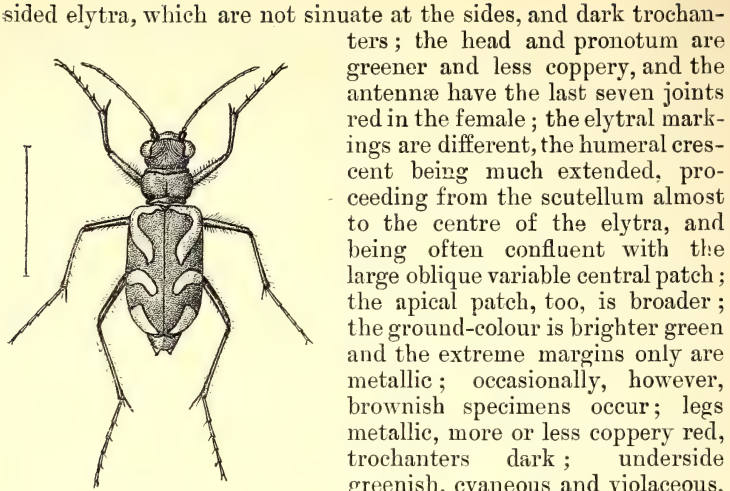 sided elytra, which are not sinuate at the sides, and dark trochan-
ters ; the head and pronotum are
greener and less coppery, and the
antennæ have the last seven joints
red in the female ; the elytral mark-
ings are different, the humeral cres-
cent being much extended, pro-
ceeding from the scutellum almost
to the centre of the elytra, and
being often confluent with the
large oblique variable central patch ;
the apical patch, too, is broader ;
the ground-colour is brighter green
and the extreme margins only are
metallic ; occasionally, however,
brownish specimens occur ; legs
metallic, more or less coppery red,
trochanters dark ; underside
greenish, cyaneous and violaceous,